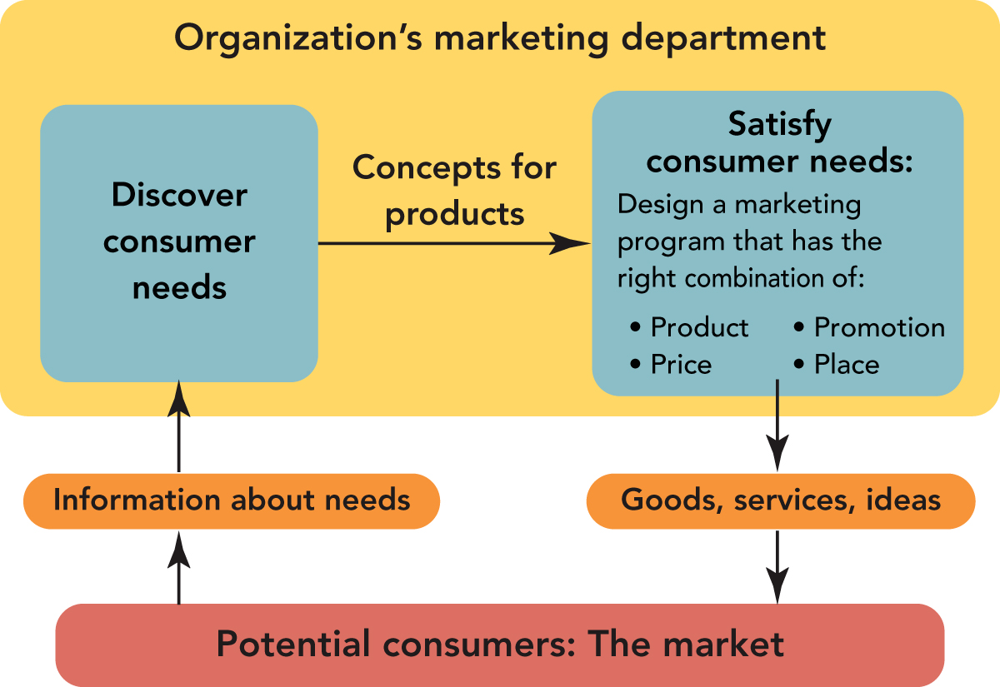 Organization’s marketing department
Discover
consumer
needs
Concepts for
products
Satisfy
consumer needs:
Design a marketing
program that has the
right combination of:
• Product • Promotion
• Price • Place
Information about needs
Goods, services, ideas
Potential consumers: The market